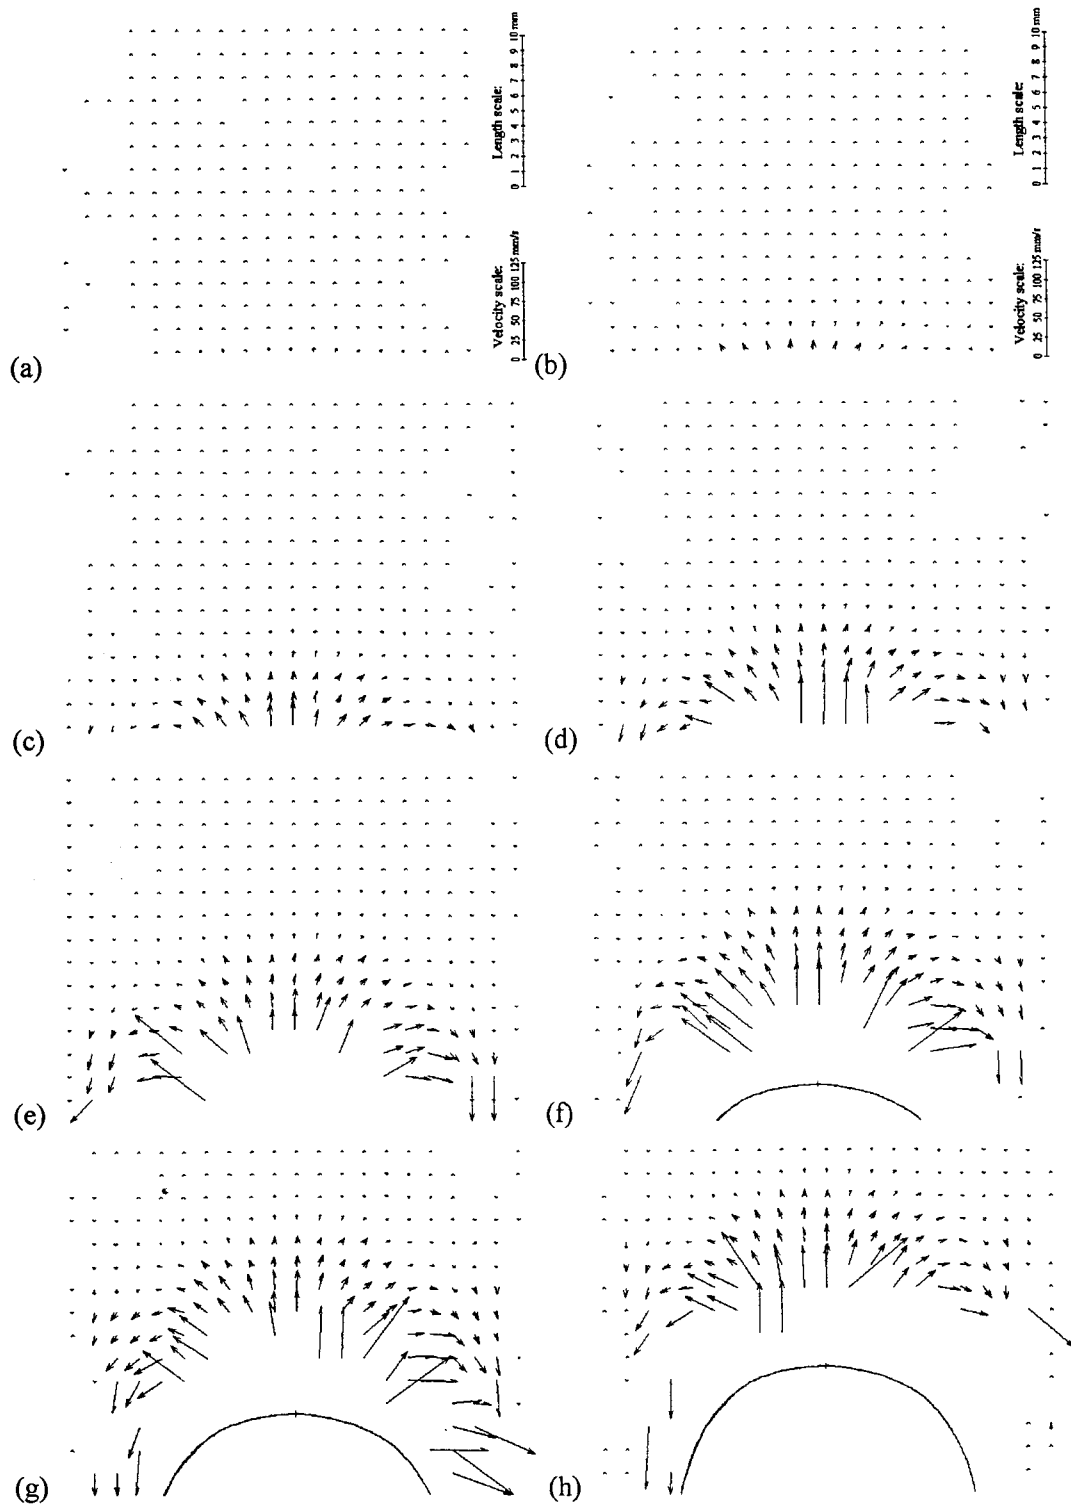 Length scale:
0 1 2 3 4 5 6 7 8 9 10 mm
Velocity scale:
0 25 50 75 100 125 mm/s
(a)
Length scale:
0 1 2 3 4 5 6 7 8 9 10 mm
Velocity scale:
0 25 50 75 100 125 mm/s
(b)
(c)
(d)
(e)
(f)
(g)
(h)